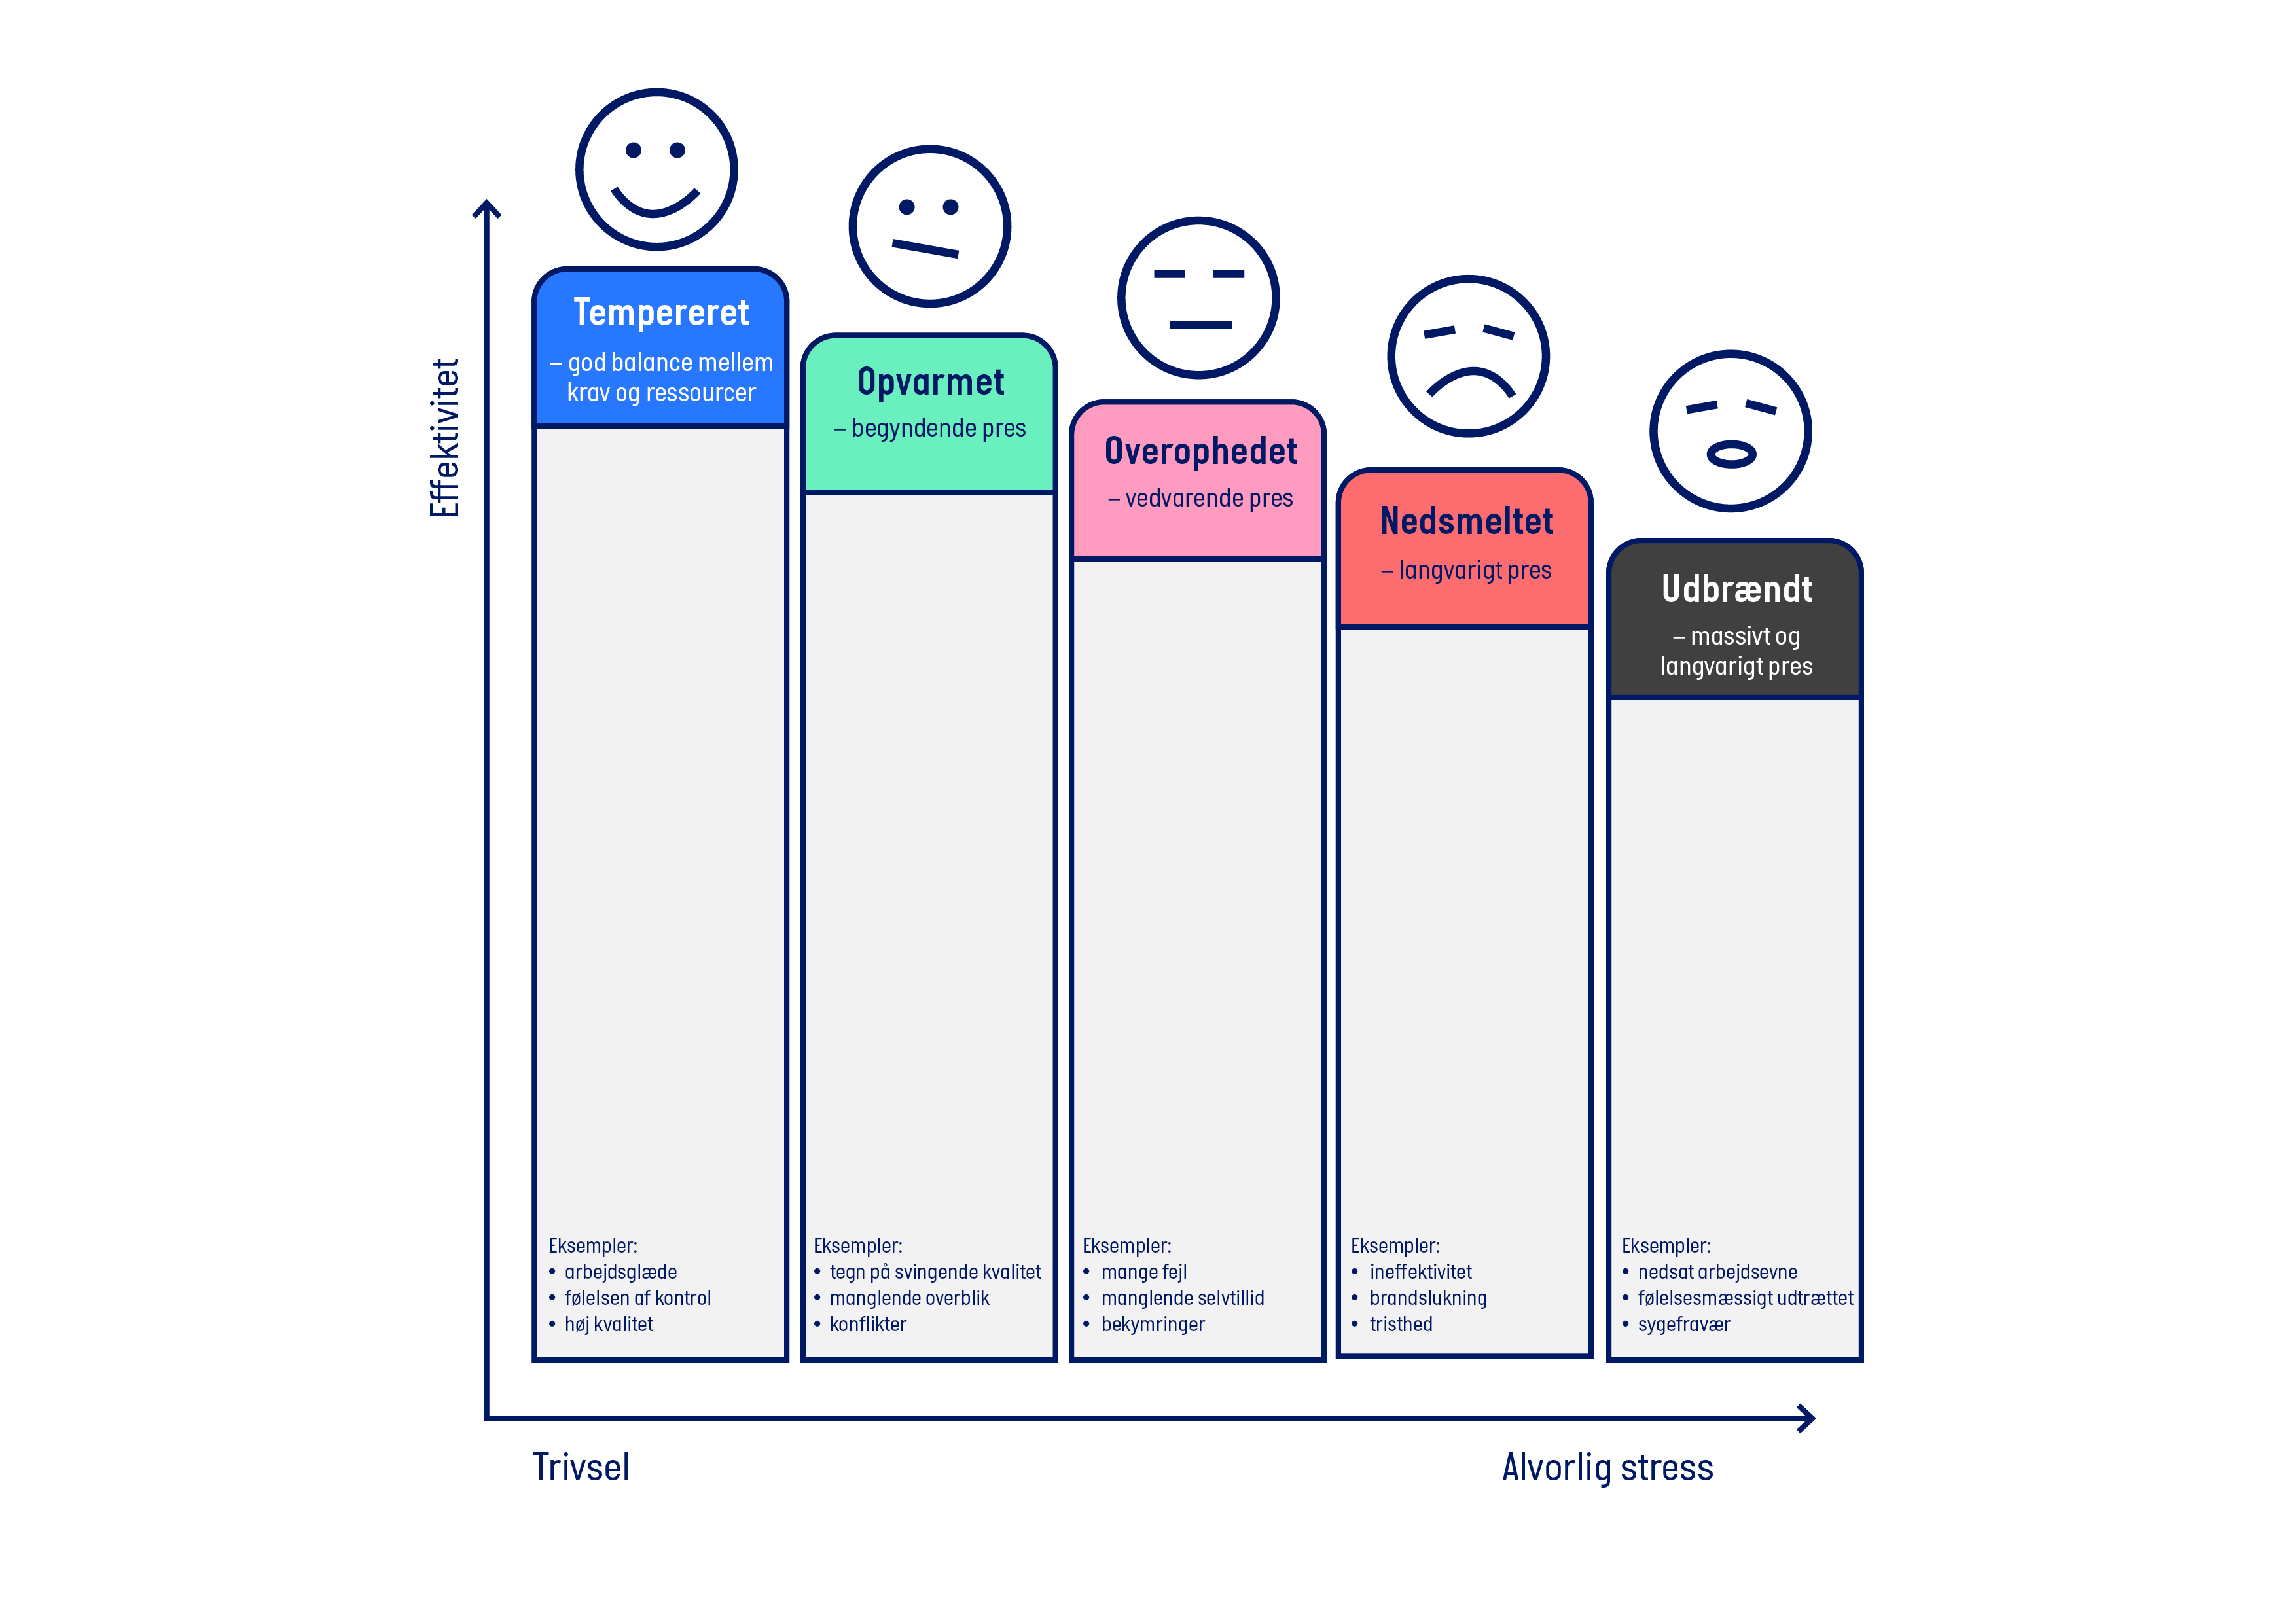 Effektivitet
Tempereret
– god balance mellem
krav og ressourcer
Eksempler:
• arbejdsglæde
• følelsen af kontrol
• høj kvalitet
Opvarmet
– begyndende pres
Eksempler:
• tegn på svingende kvalitet
• manglende overblik
• konflikter
Overophedet
– vedvarende pres
Eksempler:
• mange fejl
• manglende selvtillid
• bekymringer
Nedsmeltet
– langvarigt pres
Eksempler:
• ineffektivitet
• brandslukning
• tristhed
Udbrændt
– massivt og
langvarigt pres
Eksempler:
• nedsat arbejdsevne
• følelsesmæssigt udtrættet
• sygefravær
Trivsel
Alvorlig stress